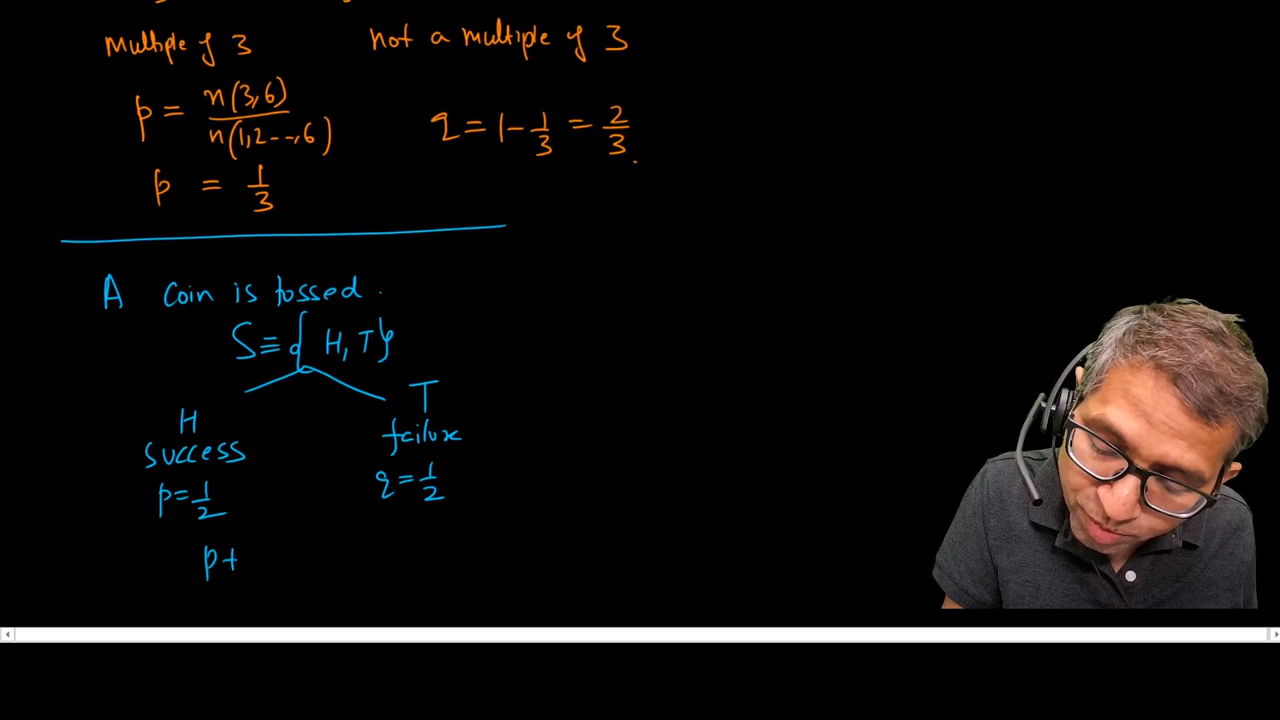 Multiple of 3
not a multiple of 3
p = n(3,6) / n(1,2--,6)
q = 1 - 1/3 = 2/3
p = 1/3
A Coin is tossed.
S ≡ { H, T }
H
T
success
failure
p = 1/2
q = 1/2
p +